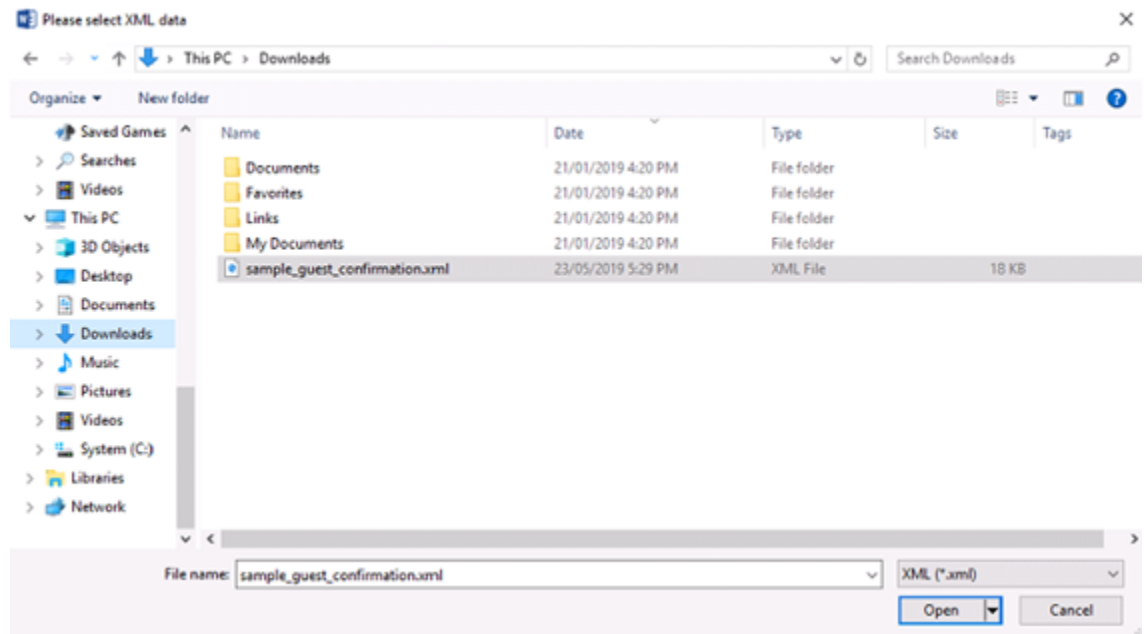 Please select XML data
This PC > Downloads
Search Downloads
Organize
New folder
Name
Date
Type
Size
Tags
Saved Games
Searches
Videos
This PC
3D Objects
Desktop
Documents
Downloads
Music
Pictures
Videos
System (C:)
Libraries
Network
Documents 21/01/2019 4:20 PM File folder
Favorites 21/01/2019 4:20 PM File folder
Links 21/01/2019 4:20 PM File folder
My Documents 21/01/2019 4:20 PM File folder
sample_guest_confirmation.xml 23/05/2019 5:29 PM XML File 18 KB
File name: sample_guest_confirmation.xml
XML (*.xml)
Open
Cancel